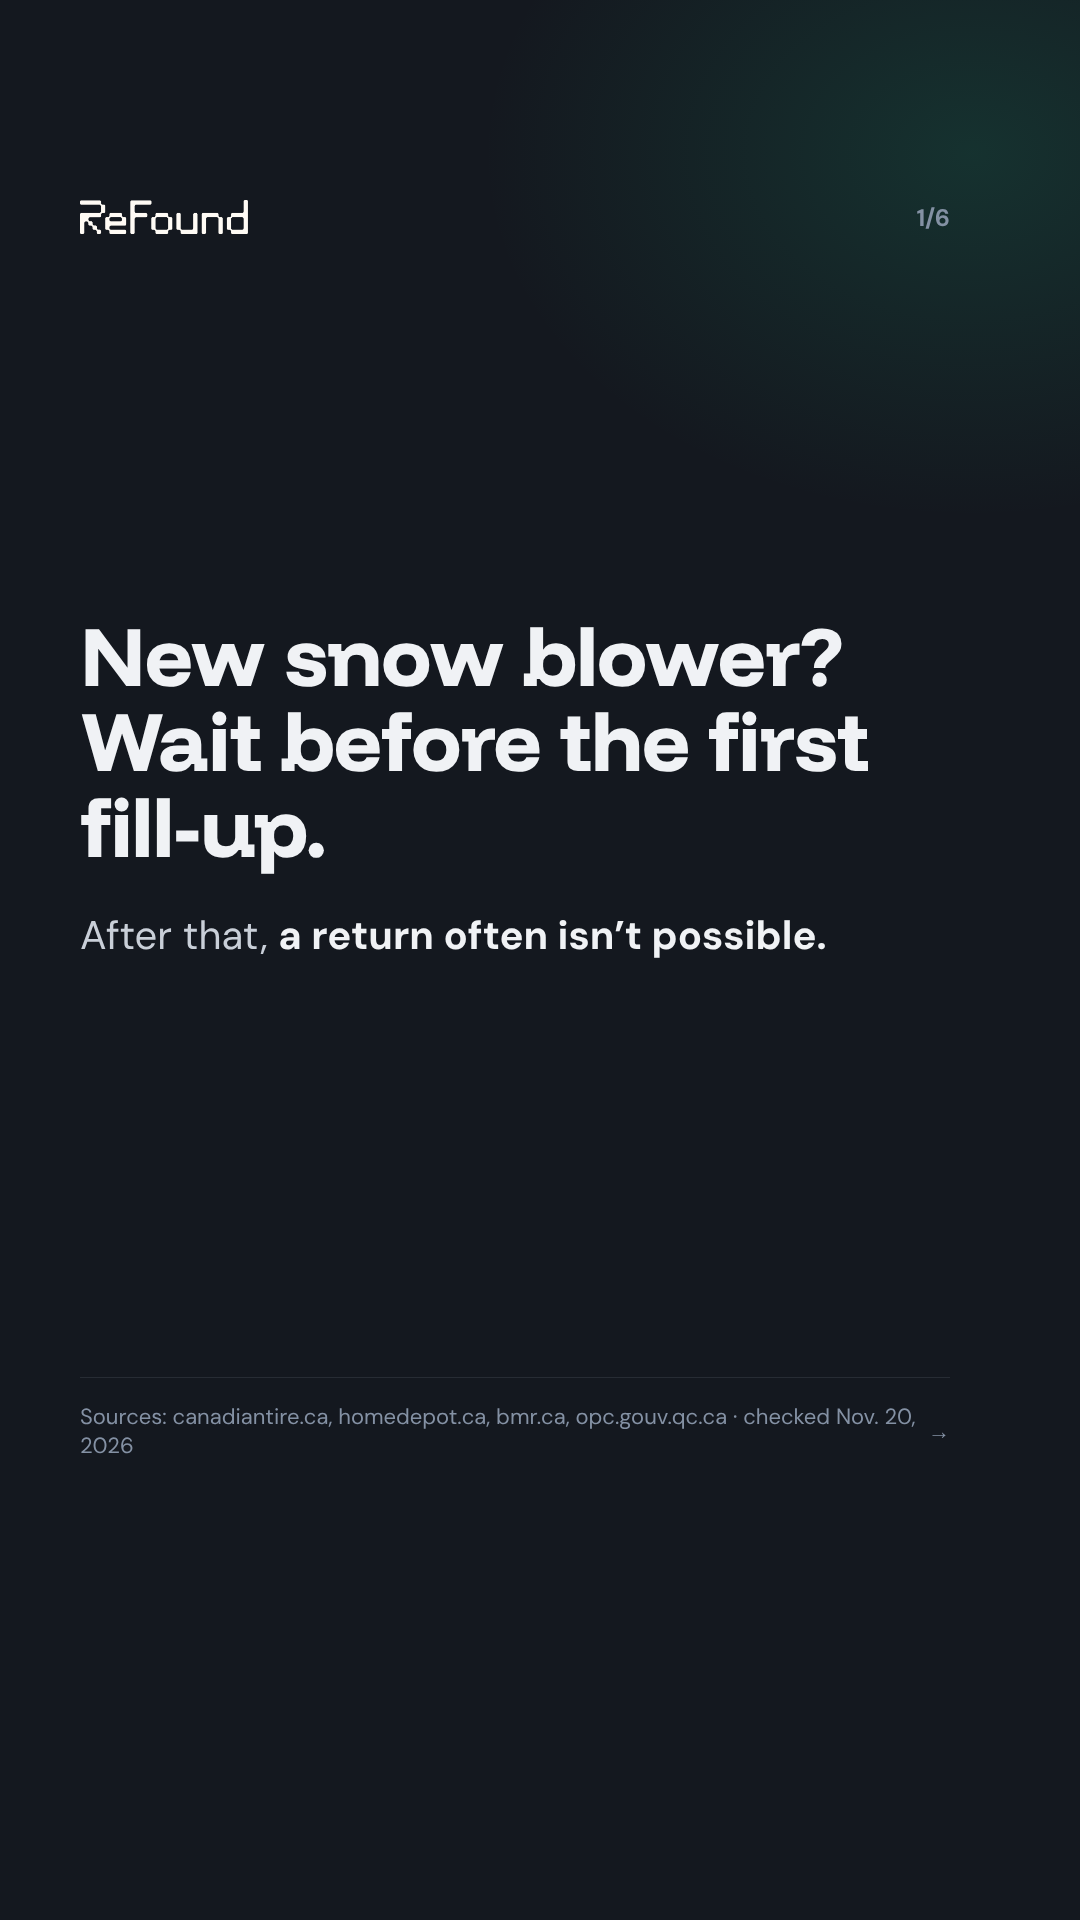 ReFound
1/6
New snow blower?
Wait before the first
fill-up.
After that, a return often isn’t possible.
Sources: canadiantire.ca, homedepot.ca, bmr.ca, opc.gouv.qc.ca · checked Nov. 20,
2026
→